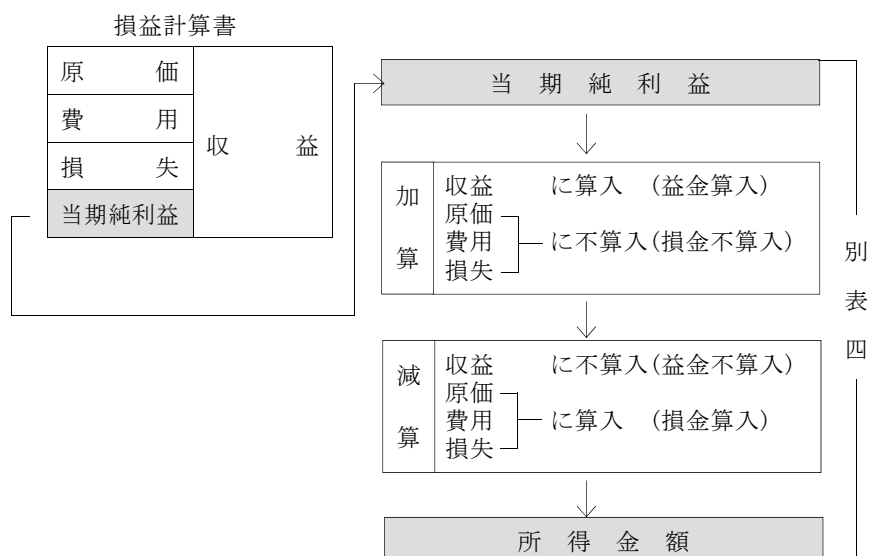 損益計算書
原価
費用
損失
当期純利益
収益
当期純利益
加算
収益 に算入 (益金算入)
原価
費用 に不算入(損金不算入)
損失
減算
収益 に不算入(益金不算入)
原価
費用 に算入 (損金算入)
損失
所得金額
別表四